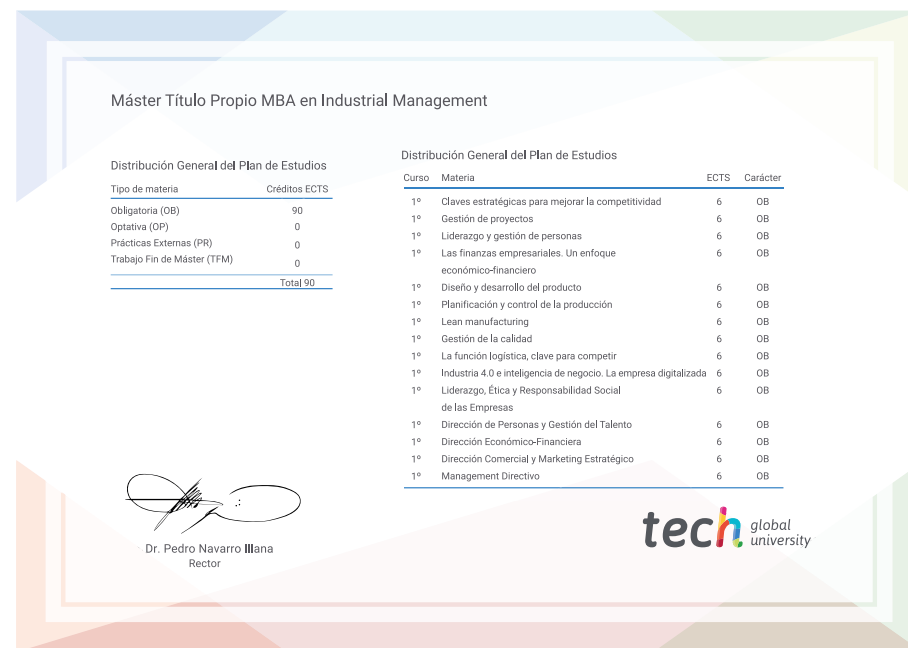 Máster Título Propio MBA en Industrial Management
Distribución General del Plan de Estudios
Tipo de materia Créditos ECTS
Obligatoria (OB) 90
Optativa (OP) 0
Prácticas Externas (PR) 0
Trabajo Fin de Máster (TFM) 0
Total 90
Distribución General del Plan de Estudios
Curso Materia ECTS Carácter
1º Claves estratégicas para mejorar la competitividad 6 OB
1º Gestión de proyectos 6 OB
1º Liderazgo y gestión de personas 6 OB
1º Las finanzas empresariales. Un enfoque 6 OB
económico-financiero
1º Diseño y desarrollo del producto 6 OB
1º Planificación y control de la producción 6 OB
1º Lean manufacturing 6 OB
1º Gestión de la calidad 6 OB
1º La función logística, clave para competir 6 OB
1º Industria 4.0 e inteligencia de negocio. La empresa digitalizada 6 OB
1º Liderazgo, Ética y Responsabilidad Social 6 OB
de las Empresas
1º Dirección de Personas y Gestión del Talento 6 OB
1º Dirección Económico-Financiera 6 OB
1º Dirección Comercial y Marketing Estratégico 6 OB
1º Management Directivo 6 OB
Dr. Pedro Navarro Illana
Rector
tech global
university